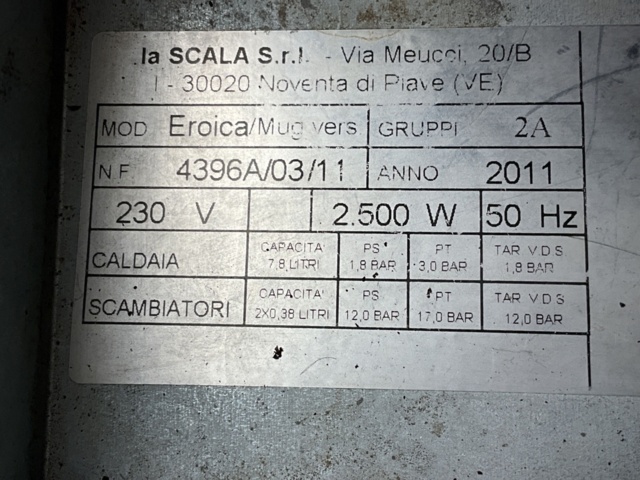 la SCALA S.r.l. - Via Meucci, 20/B
I - 30020 Noventa di Piave (VE)
MOD Eroica/Mug vers GRUPPI 2A
N.F. 4396A/03/11 ANNO 2011
230 V 2.500 W 50 Hz
CALDAIA CAPACITA' 7,8 LITRI PS 1,8 BAR PT 3,0 BAR TAR V D S 1,8 BAR
SCAMBIATORI CAPACITA' 2X0,38 LITRI PS 12,0 BAR PT 17,0 BAR TAR V D S 12,0 BAR